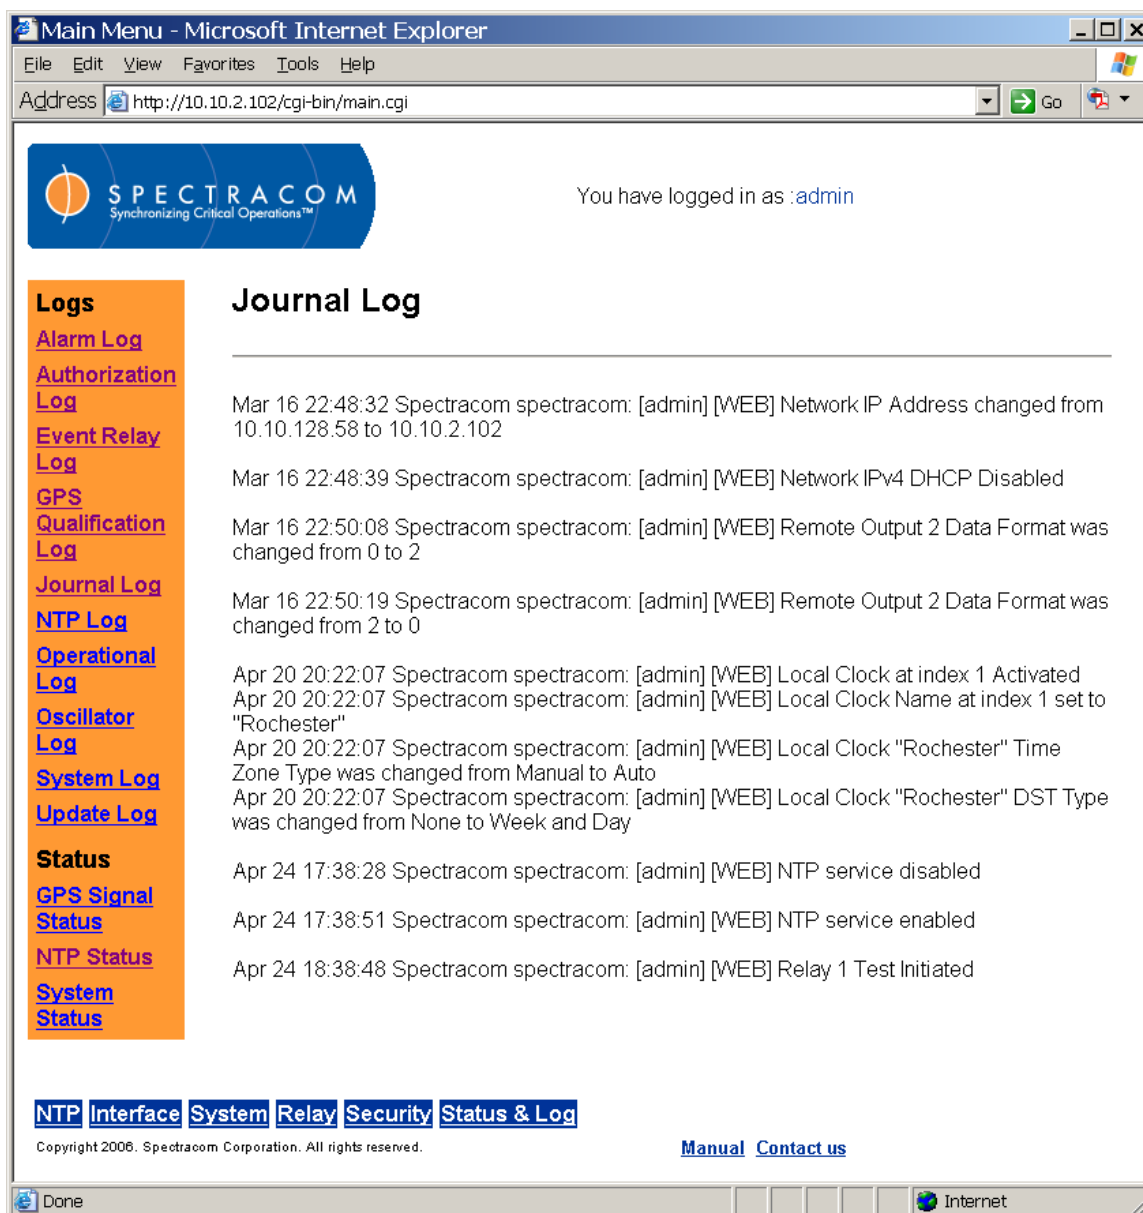 Main Menu - Microsoft Internet Explorer
File Edit View Favorites Tools Help
Address http://10.10.2.102/cgi-bin/main.cgi Go
SPECTRACOM
Synchronizing Critical Operations™
You have logged in as :admin
Logs
Alarm Log
Authorization
Log
Event Relay
Log
GPS
Qualification
Log
Journal Log
NTP Log
Operational
Log
Oscillator
Log
System Log
Update Log
Status
GPS Signal
Status
NTP Status
System
Status
Journal Log
Mar 16 22:48:32 Spectracom spectracom: [admin] [WEB] Network IP Address changed from
10.10.128.58 to 10.10.2.102
Mar 16 22:48:39 Spectracom spectracom: [admin] [WEB] Network IPv4 DHCP Disabled
Mar 16 22:50:08 Spectracom spectracom: [admin] [WEB] Remote Output 2 Data Format was
changed from 0 to 2
Mar 16 22:50:19 Spectracom spectracom: [admin] [WEB] Remote Output 2 Data Format was
changed from 2 to 0
Apr 20 20:22:07 Spectracom spectracom: [admin] [WEB] Local Clock at index 1 Activated
Apr 20 20:22:07 Spectracom spectracom: [admin] [WEB] Local Clock Name at index 1 set to
"Rochester"
Apr 20 20:22:07 Spectracom spectracom: [admin] [WEB] Local Clock "Rochester" Time
Zone Type was changed from Manual to Auto
Apr 20 20:22:07 Spectracom spectracom: [admin] [WEB] Local Clock "Rochester" DST Type
was changed from None to Week and Day
Apr 24 17:38:28 Spectracom spectracom: [admin] [WEB] NTP service disabled
Apr 24 17:38:51 Spectracom spectracom: [admin] [WEB] NTP service enabled
Apr 24 18:38:48 Spectracom spectracom: [admin] [WEB] Relay 1 Test Initiated
NTP Interface System Relay Security Status & Log
Copyright 2006. Spectracom Corporation. All rights reserved.
Manual Contact us
Done Internet